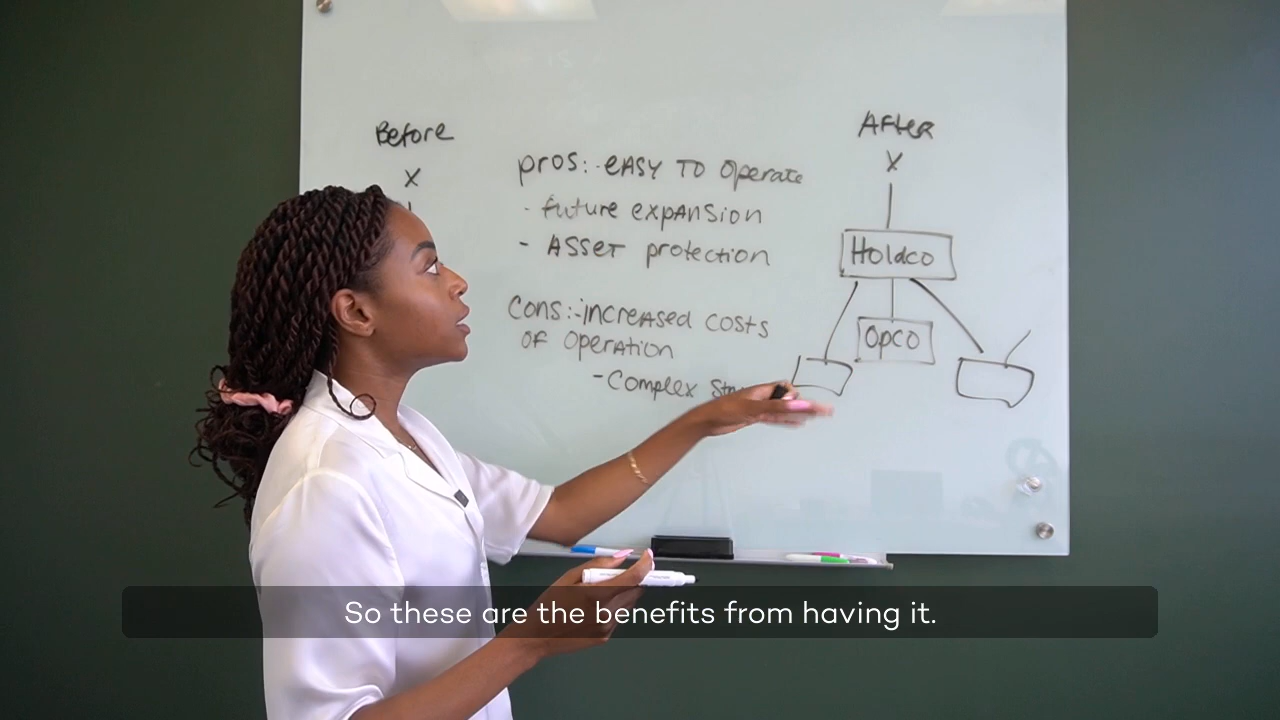 Before
x
pros: - EASY TO Operate
- future expansion
- Asset protection
cons: - increased costs
of operation
- Complex
After
x
Holdco
Opco
So these are the benefits from having it.